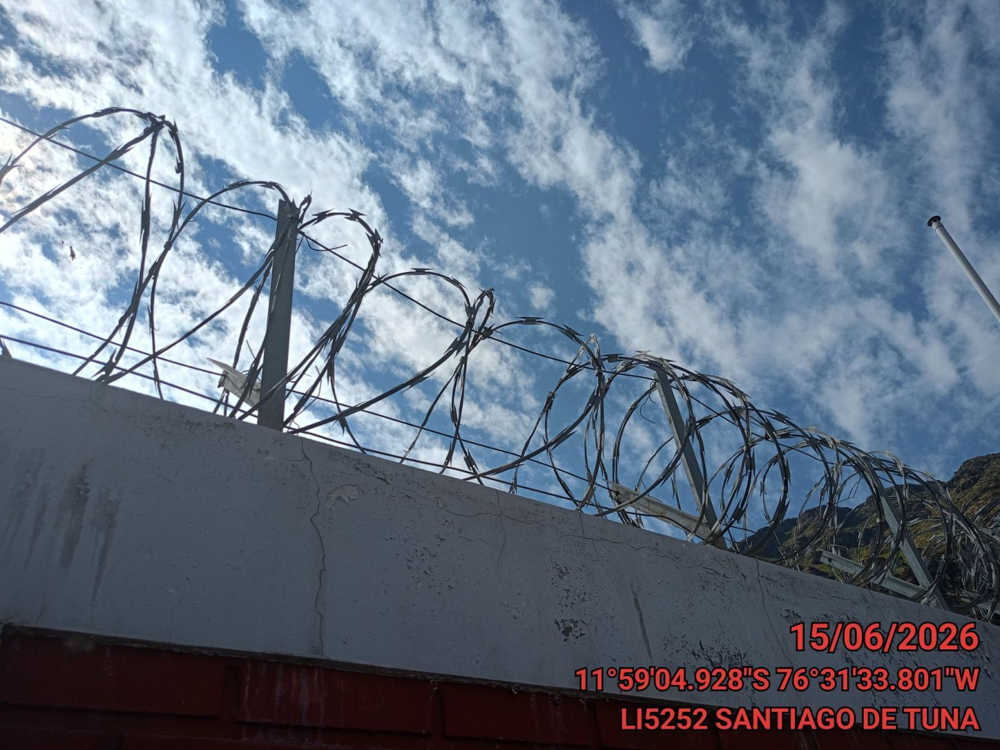 15/06/2026
11°59'04.928"S 76°31'33.801"W
LI5252 SANTIAGO DE TUNA